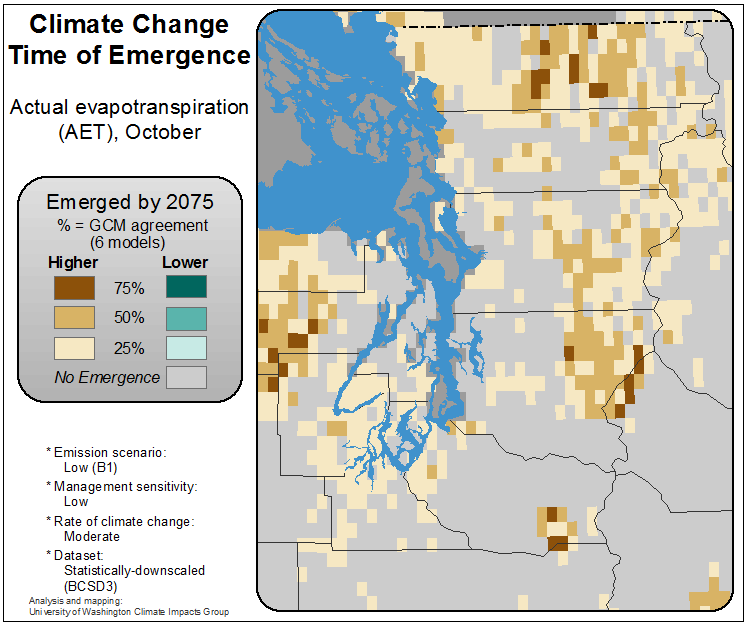 Climate Change
Time of Emergence
Actual evapotranspiration
(AET), October
Emerged by 2075
% = GCM agreement
(6 models)
Higher Lower
75%
50%
25%
No Emergence
* Emission scenario:
Low (B1)
* Management sensitivity:
Low
* Rate of climate change:
Moderate
* Dataset:
Statistically-downscaled
(BCSD3)
Analysis and mapping:
University of Washington Climate Impacts Group